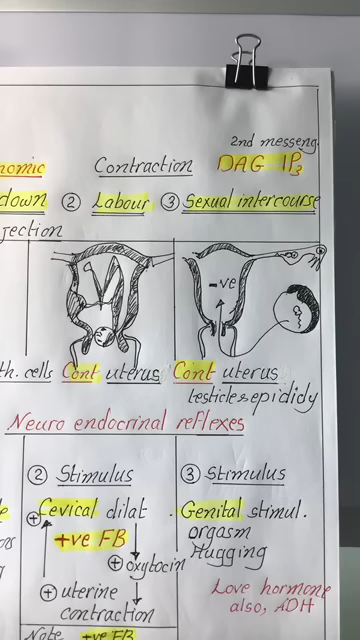 2nd messeng.
nomic Contraction DAG IP3
down ② Labour ③ Sexual intercourse
jection
-ve
th. cells Cont uterus Cont uterus
testicles epididy
Neuro endocrinal reflexes
② Stimulus ③ Stimulus
⊕ Cevical dilat . Genital stimul.
+ve FB orgasm
Hugging
⊕ oxytocin
⊕ uterine Love hormone
contraction also, ADH
Note +ve FB